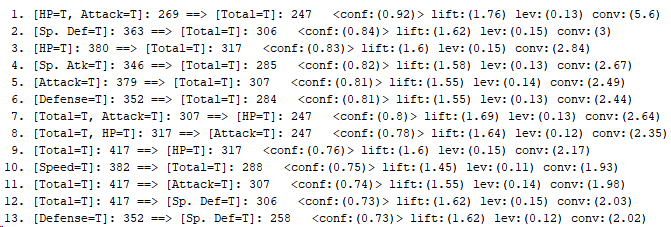 1. [HP=T, Attack=T]: 269 ==> [Total=T]: 247 <conf:(0.92)> lift:(1.76) lev:(0.13) conv:(5.6)
2. [Sp. Def=T]: 363 ==> [Total=T]: 306 <conf:(0.84)> lift:(1.62) lev:(0.15) conv:(3)
3. [HP=T]: 380 ==> [Total=T]: 317 <conf:(0.83)> lift:(1.6) lev:(0.15) conv:(2.84)
4. [Sp. Atk=T]: 346 ==> [Total=T]: 285 <conf:(0.82)> lift:(1.58) lev:(0.13) conv:(2.67)
5. [Attack=T]: 379 ==> [Total=T]: 307 <conf:(0.81)> lift:(1.55) lev:(0.14) conv:(2.49)
6. [Defense=T]: 352 ==> [Total=T]: 284 <conf:(0.81)> lift:(1.55) lev:(0.13) conv:(2.44)
7. [Total=T, Attack=T]: 307 ==> [HP=T]: 247 <conf:(0.8)> lift:(1.69) lev:(0.13) conv:(2.64)
8. [Total=T, HP=T]: 317 ==> [Attack=T]: 247 <conf:(0.78)> lift:(1.64) lev:(0.12) conv:(2.35)
9. [Total=T]: 417 ==> [HP=T]: 317 <conf:(0.76)> lift:(1.6) lev:(0.15) conv:(2.17)
10. [Speed=T]: 382 ==> [Total=T]: 288 <conf:(0.75)> lift:(1.45) lev:(0.11) conv:(1.93)
11. [Total=T]: 417 ==> [Attack=T]: 307 <conf:(0.74)> lift:(1.55) lev:(0.14) conv:(1.98)
12. [Total=T]: 417 ==> [Sp. Def=T]: 306 <conf:(0.73)> lift:(1.62) lev:(0.15) conv:(2.03)
13. [Defense=T]: 352 ==> [Sp. Def=T]: 258 <conf:(0.73)> lift:(1.62) lev:(0.12) conv:(2.02)